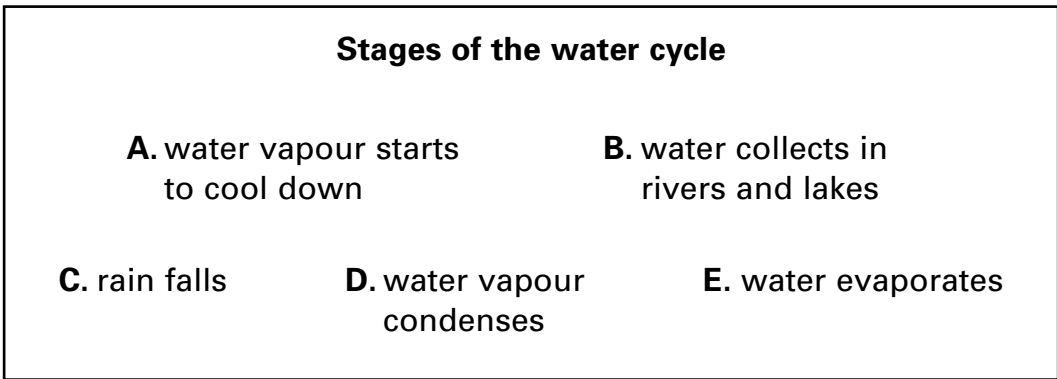 Stages of the water cycle
A. water vapour starts
to cool down
B. water collects in
rivers and lakes
C. rain falls
D. water vapour
condenses
E. water evaporates